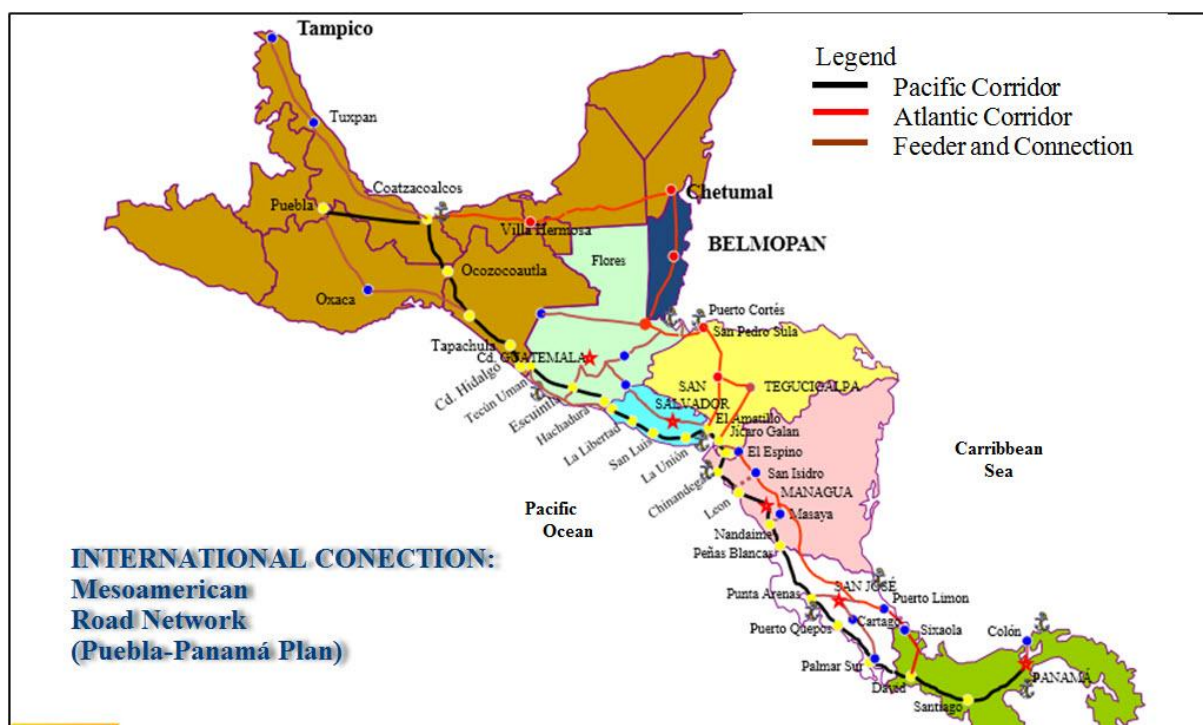 Tampico
Legend
Pacific Corridor
Atlantic Corridor
Feeder and Connection
Tuxpan
Coatzacoalcos
Puebla
Chetumal
Villa Hermosa
BELMOPAN
Flores
Ocozocoautla
Oxaca
Puerto Cortés
San Pedro Sula
Tapachula
Cd. GUATEMALA
Cd. Hidalgo
Tecún Uman
SAN
SALVADOR
TEGUCIGALPA
Escuintla
Hachadura
El Amatillo
La Libertad
Jícaro Galan
San Luis
El Espino
La Unión
San Isidro
Carribbean
Sea
Chinandega
MANAGUA
Leon
Masaya
Pacific
Ocean
Nandaime
Peñas Blancas
INTERNATIONAL CONECTION:
Mesoamerican
Road Network
(Puebla-Panamá Plan)
SAN JOSÉ
Punta Arenas
Puerto Limon
Cartago
Puerto Quepos
Sixaola
Colón
Palmar Sur
David
PANAMÁ
Santiago